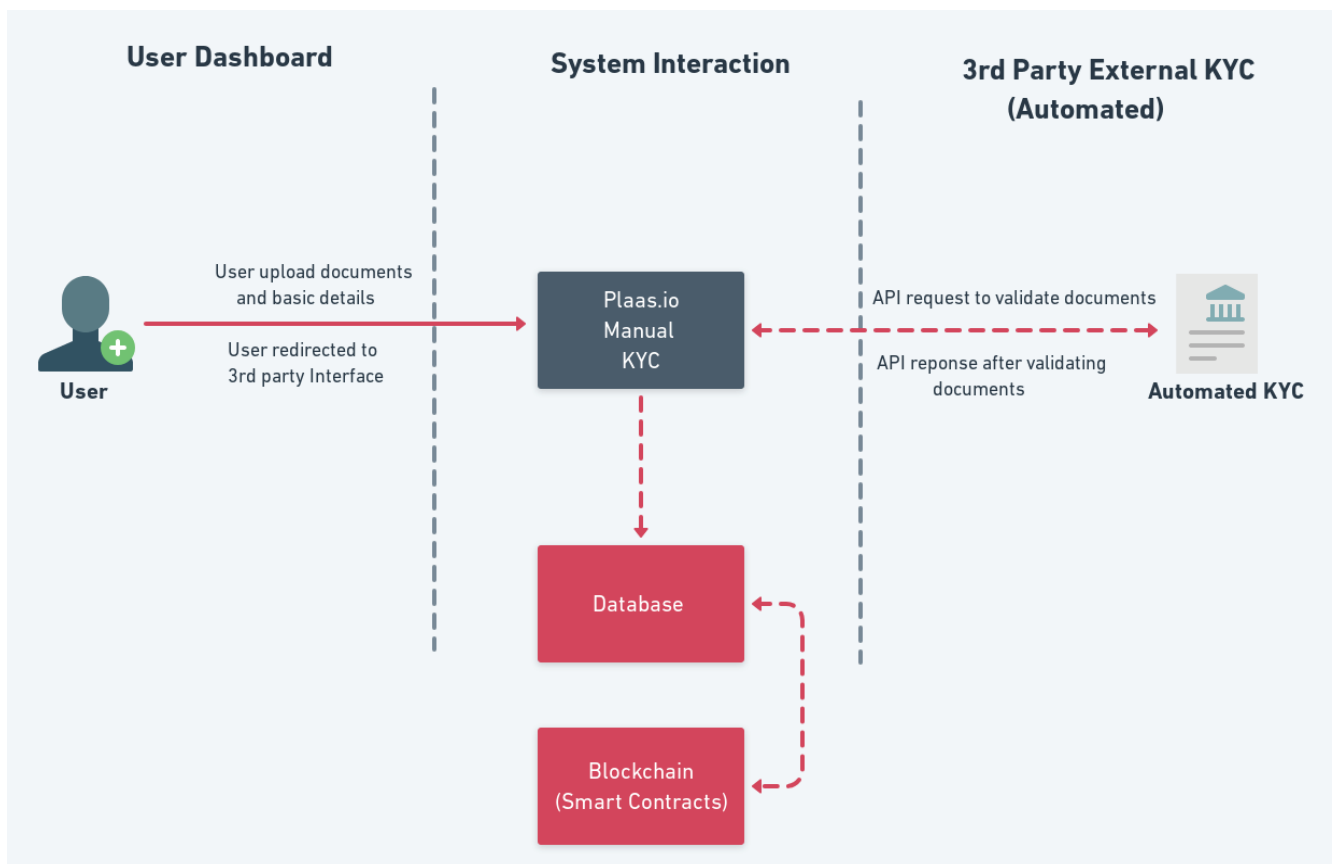 User Dashboard
System Interaction
3rd Party External KYC
(Automated)
User upload documents
and basic details
User redirected to
3rd party Interface
User
Plaas.io
Manual
KYC
API request to validate documents
API reponse after validating
documents
Automated KYC
Database
Blockchain
(Smart Contracts)